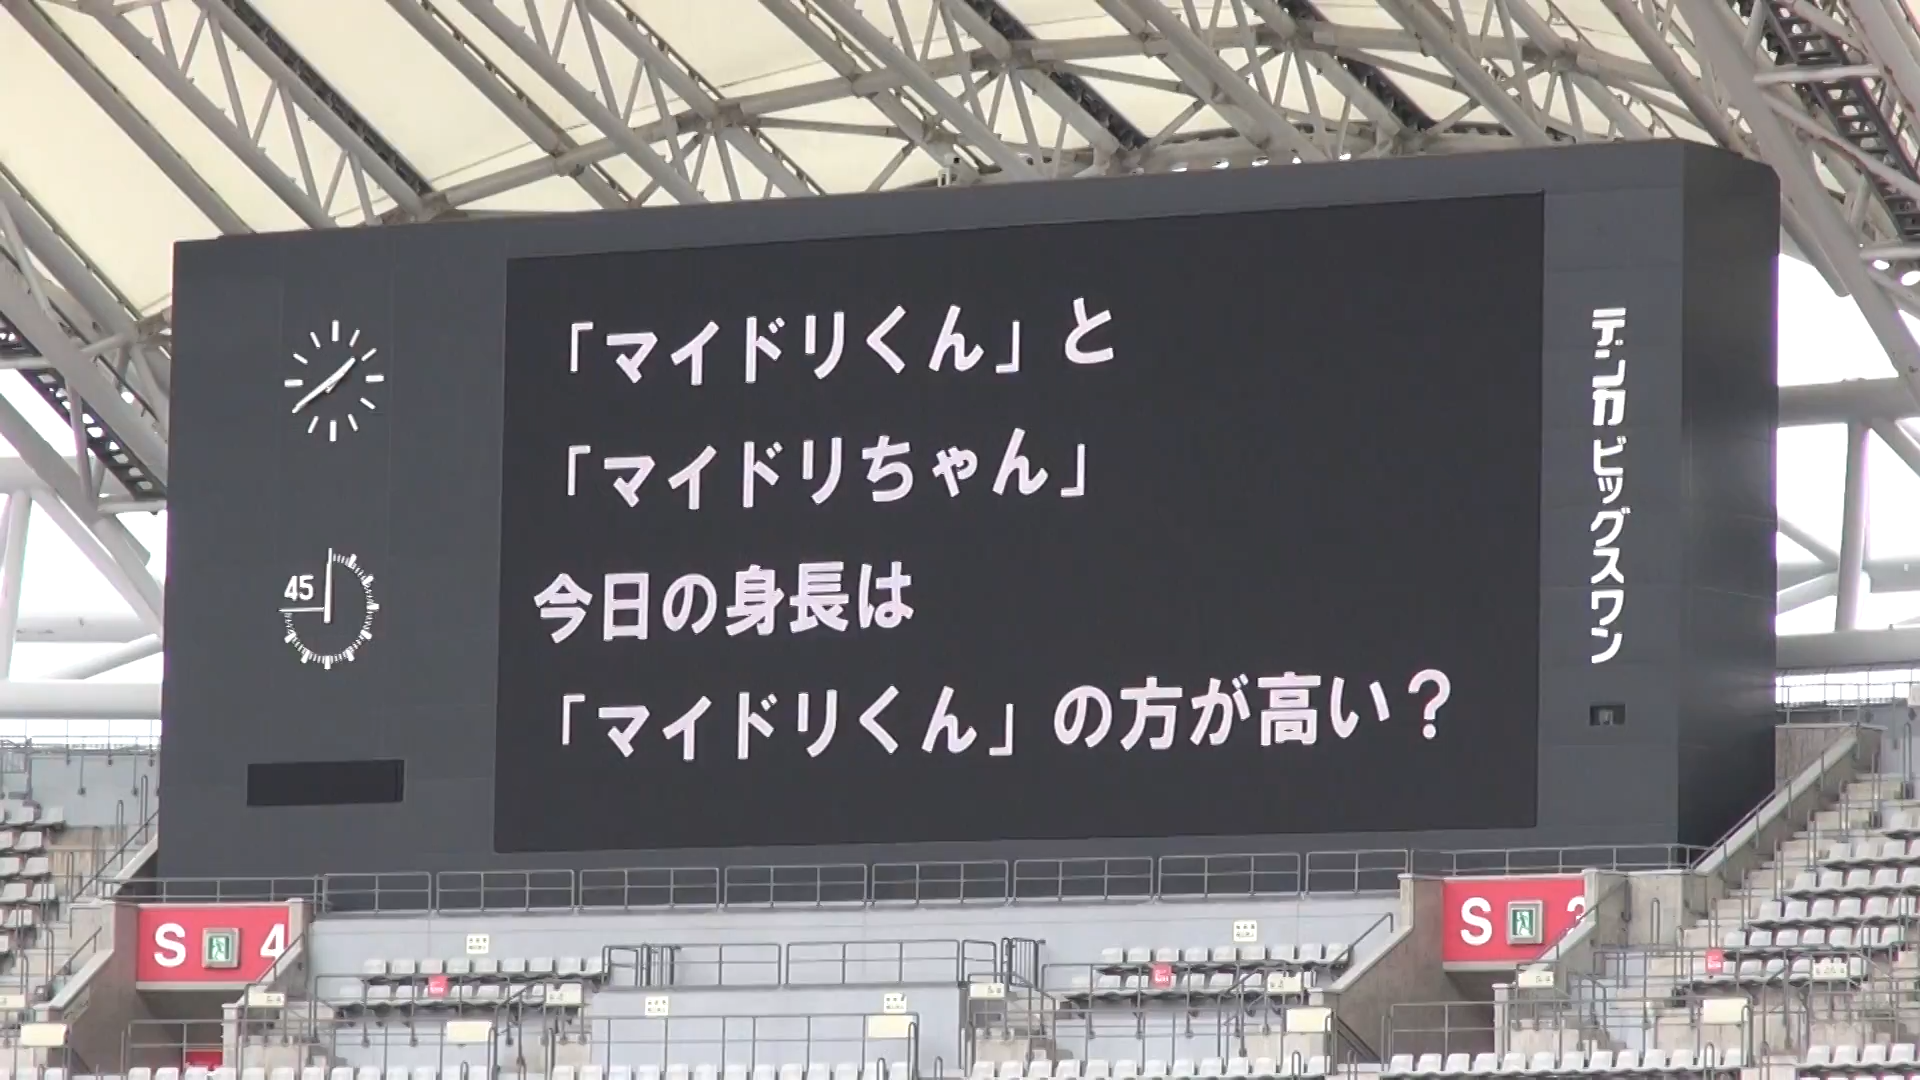 「マイドリくん」と
「マイドリちゃん」
今日の身長は
「マイドリくん」の方が高い？
デンカビッグスワン
45
S 4
S